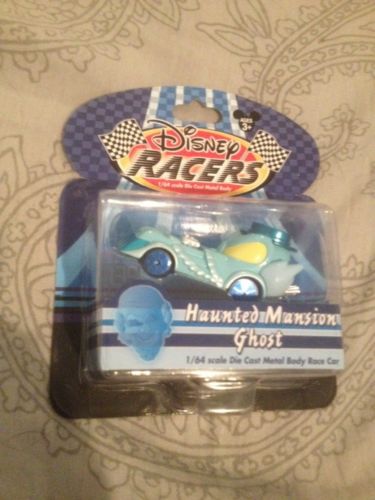 AGES
3+
Disney
RACERS
1/64 scale Die Cast Metal Body
Haunted Mansion
Ghost
1/64 scale Die Cast Metal Body Race Car